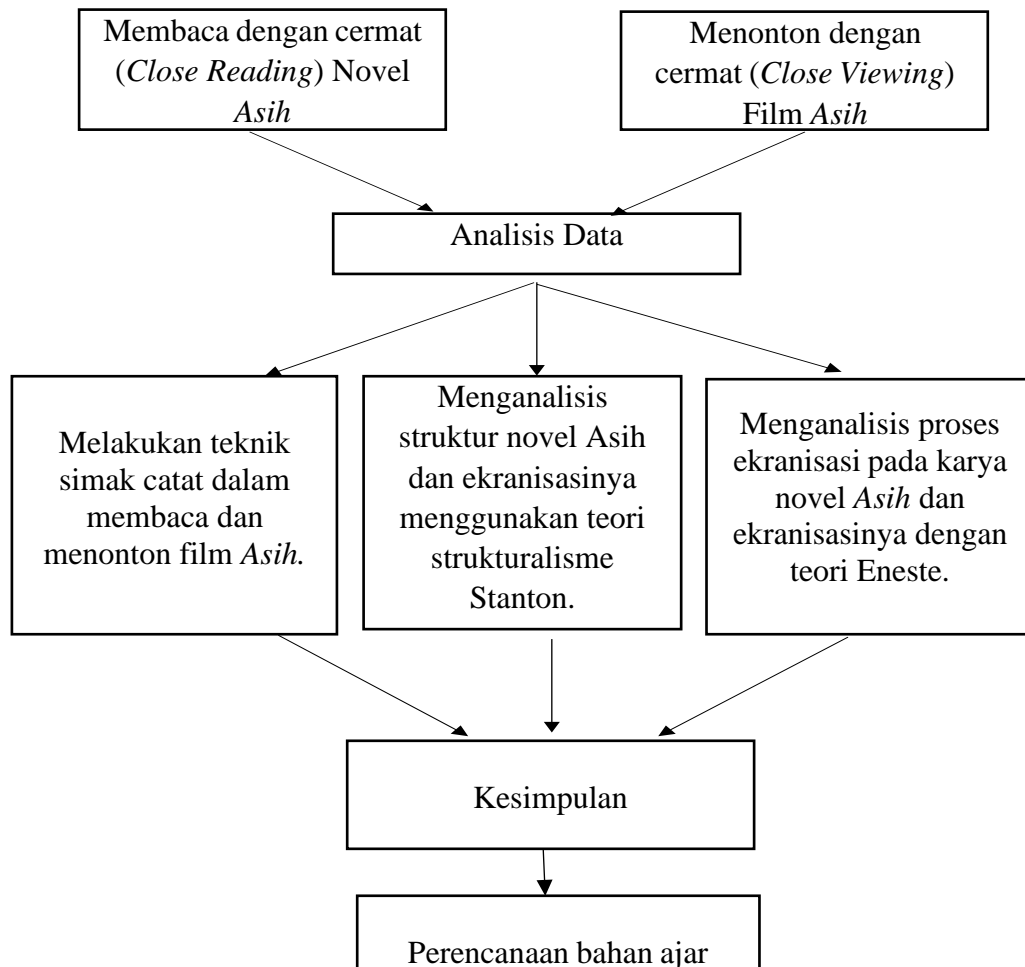 Membaca dengan cermat
(Close Reading) Novel
Asih
Menonton dengan
cermat (Close Viewing)
Film Asih
Analisis Data
Melakukan teknik
simak catat dalam
membaca dan
menonton film Asih.
Menganalisis
struktur novel Asih
dan ekranisasinya
menggunakan teori
strukturalisme
Stanton.
Menganalisis proses
ekranisasi pada karya
novel Asih dan
ekranisasinya dengan
teori Eneste.
Kesimpulan
Perencanaan bahan ajar